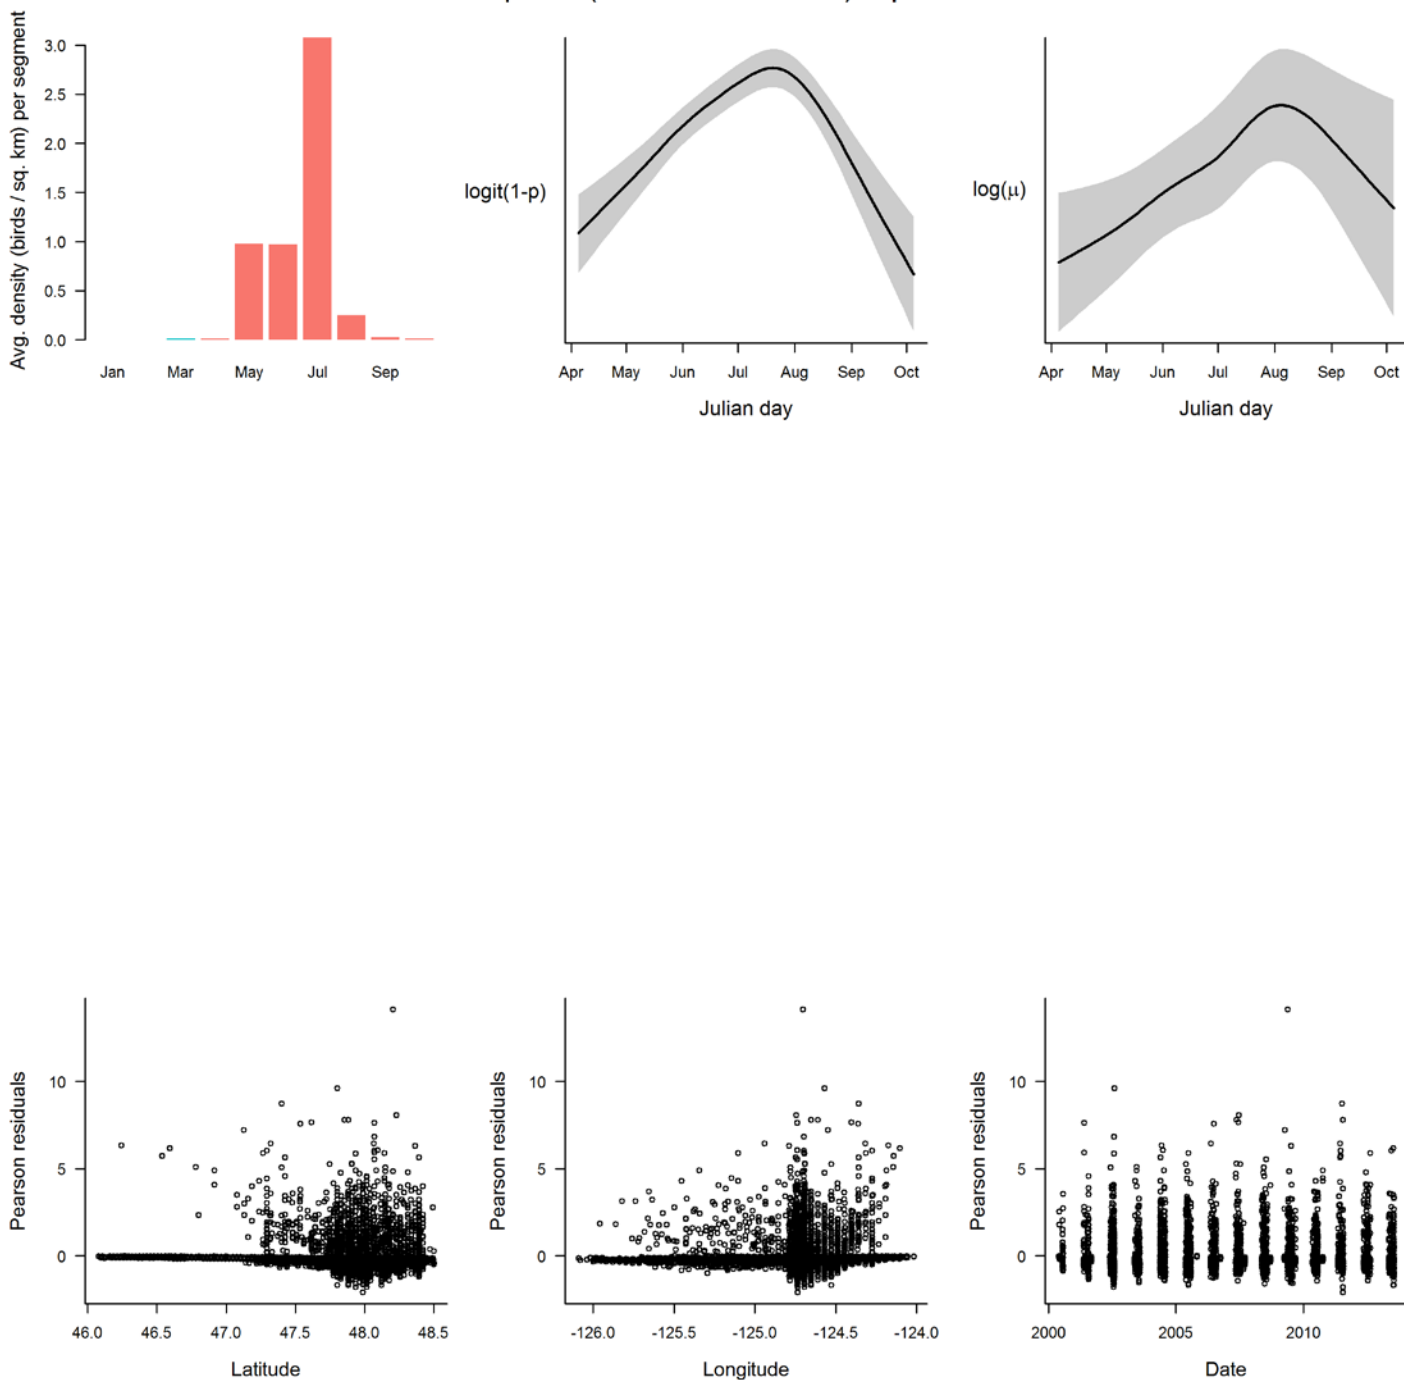 Avg. density (birds / sq. km) per segment
3.0
2.5
2.0
1.5
1.0
0.5
0.0
Jan Mar May Jul Sep
logit(1-p)
Apr May Jun Jul Aug Sep Oct
Julian day
log(μ)
Apr May Jun Jul Aug Sep Oct
Julian day
Pearson residuals
10
5
0
46.0 46.5 47.0 47.5 48.0 48.5
Latitude
Pearson residuals
10
5
0
-126.0 -125.5 -125.0 -124.5 -124.0
Longitude
Pearson residuals
10
5
0
2000 2005 2010
Date